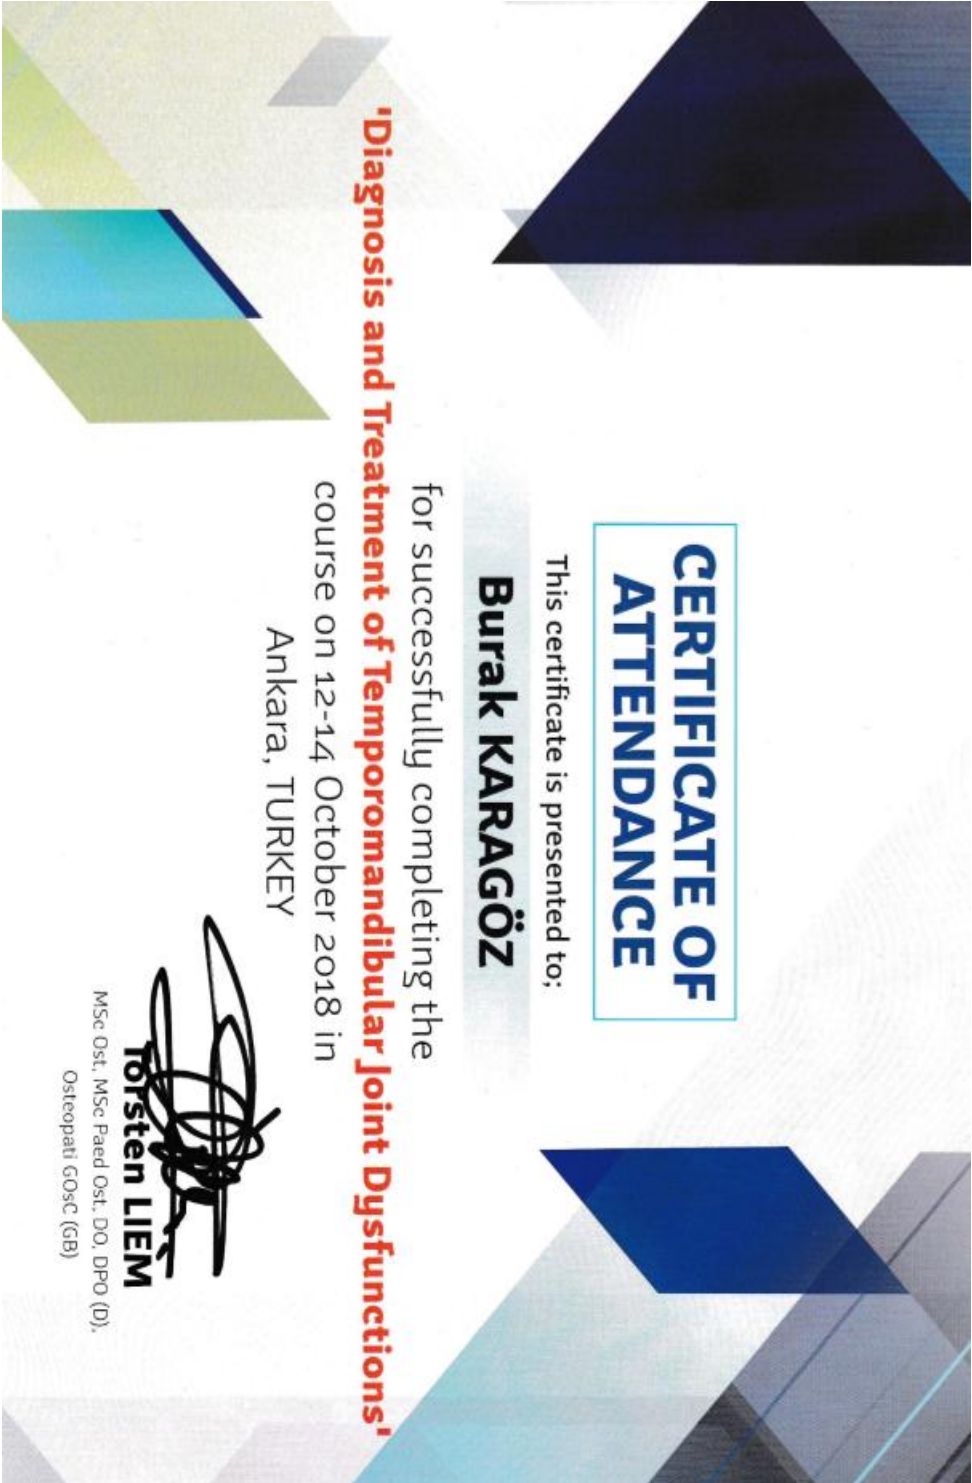 CERTIFICATE OF
ATTENDANCE
This certificate is presented to;
Burak KARAGÖZ
for successfully completing the
'Diagnosis and Treatment of Temporomandibular Joint Dysfunctions'
course on 12-14 October 2018 in
Ankara, TURKEY
Torsten LIEM
MSc Ost, MSc Paed Ost, DO, DPO (D),
Osteopati GOsC (GB)